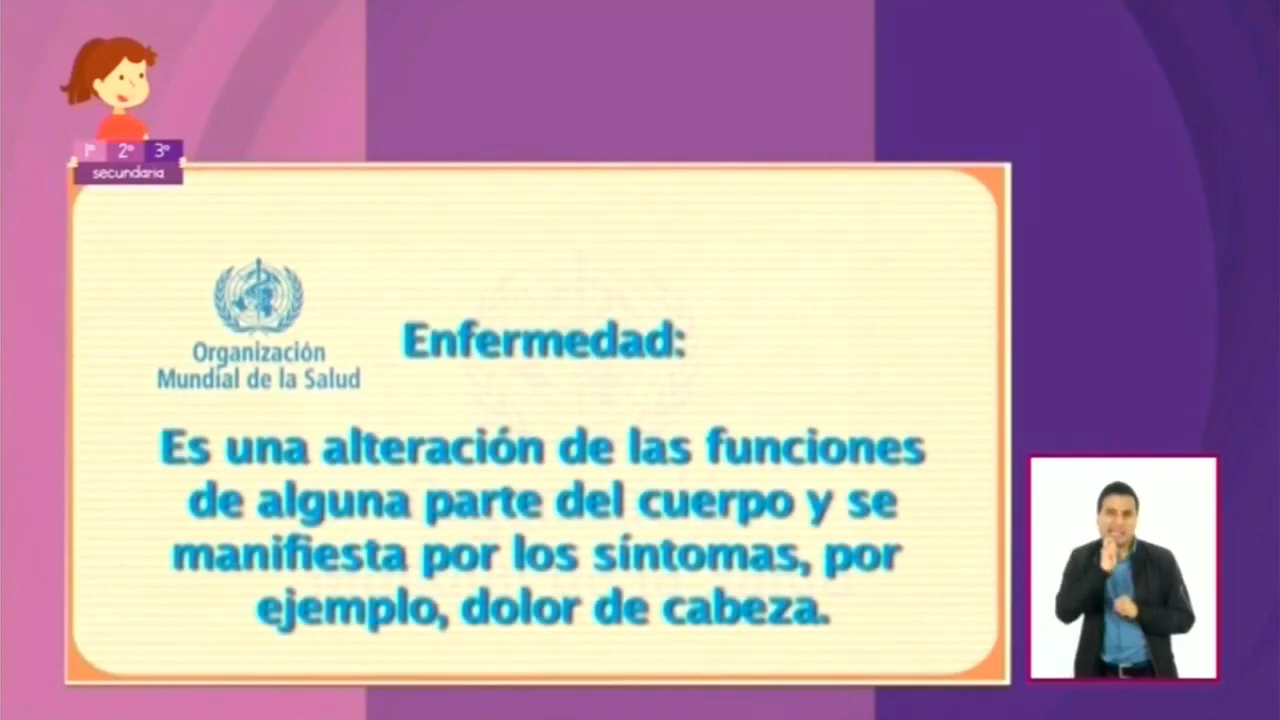 1° 2° 3°
secundaria
Organización
Mundial de la Salud
Enfermedad:
Es una alteración de las funciones
de alguna parte del cuerpo y se
manifiesta por los síntomas, por
ejemplo, dolor de cabeza.